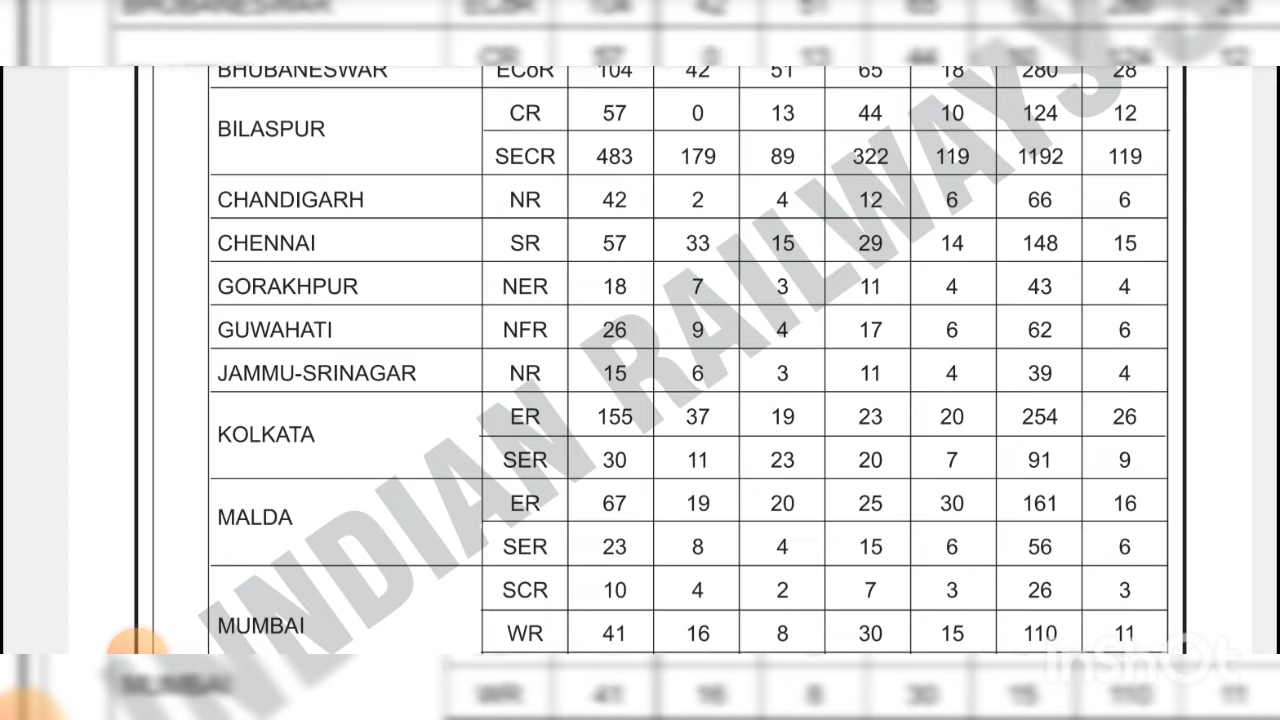 BHUBANESWAR ECoR 104 42 51 65 18 280 28
CR 57 0 13 44 10 124 12
BILASPUR
SECR 483 179 89 322 119 1192 119
CHANDIGARH NR 42 2 4 12 6 66 6
CHENNAI SR 57 33 15 29 14 148 15
GORAKHPUR NER 18 7 3 11 4 43 4
GUWAHATI NFR 26 9 4 17 6 62 6
JAMMU-SRINAGAR NR 15 6 3 11 4 39 4
ER 155 37 19 23 20 254 26
KOLKATA
SER 30 11 23 20 7 91 9
ER 67 19 20 25 30 161 16
MALDA
SER 23 8 4 15 6 56 6
SCR 10 4 2 7 3 26 3
MUMBAI
WR 41 16 8 30 15 110 11
INDIAN RAILWAYS
InShOt